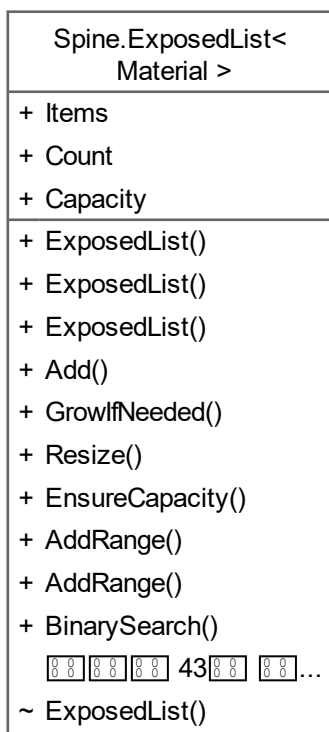 Spine.ExposedList<
Material >
+ Items
+ Count
+ Capacity
+ ExposedList()
+ ExposedList()
+ ExposedList()
+ Add()
+ GrowIfNeeded()
+ Resize()
+ EnsureCapacity()
+ AddRange()
+ AddRange()
+ BinarySearch()
43 ...
~ ExposedList()